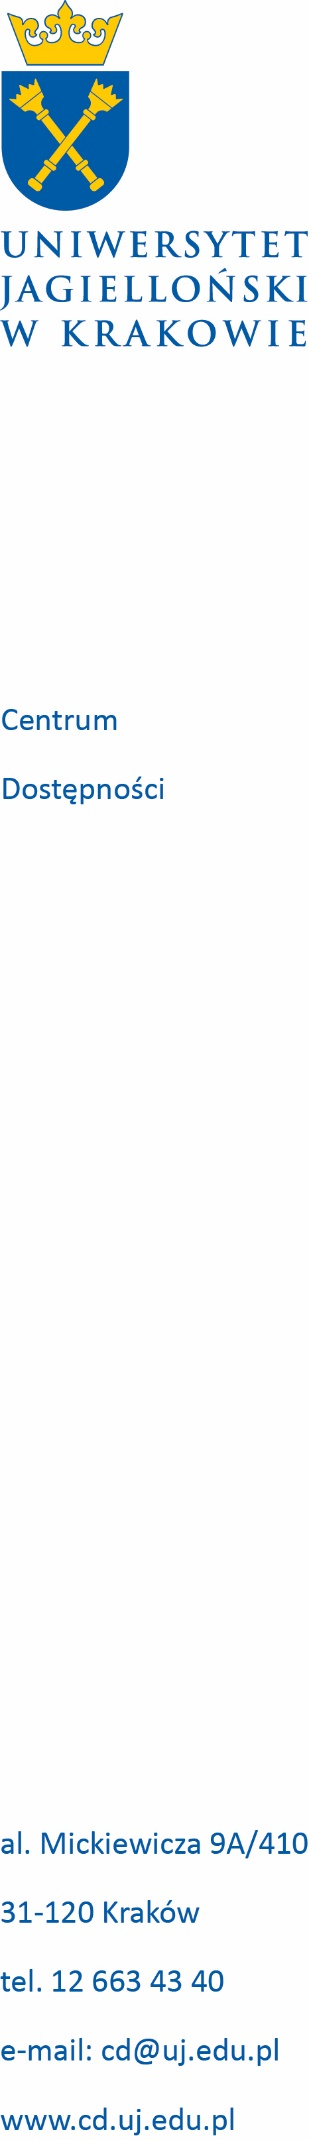 UNIWERSYTET
JAGIELLOŃSKI
W KRAKOWIE
Centrum
Dostępności
al. Mickiewicza 9A/410
31-120 Kraków
tel. 12 663 43 40
e-mail: cd@uj.edu.pl
www.cd.uj.edu.pl